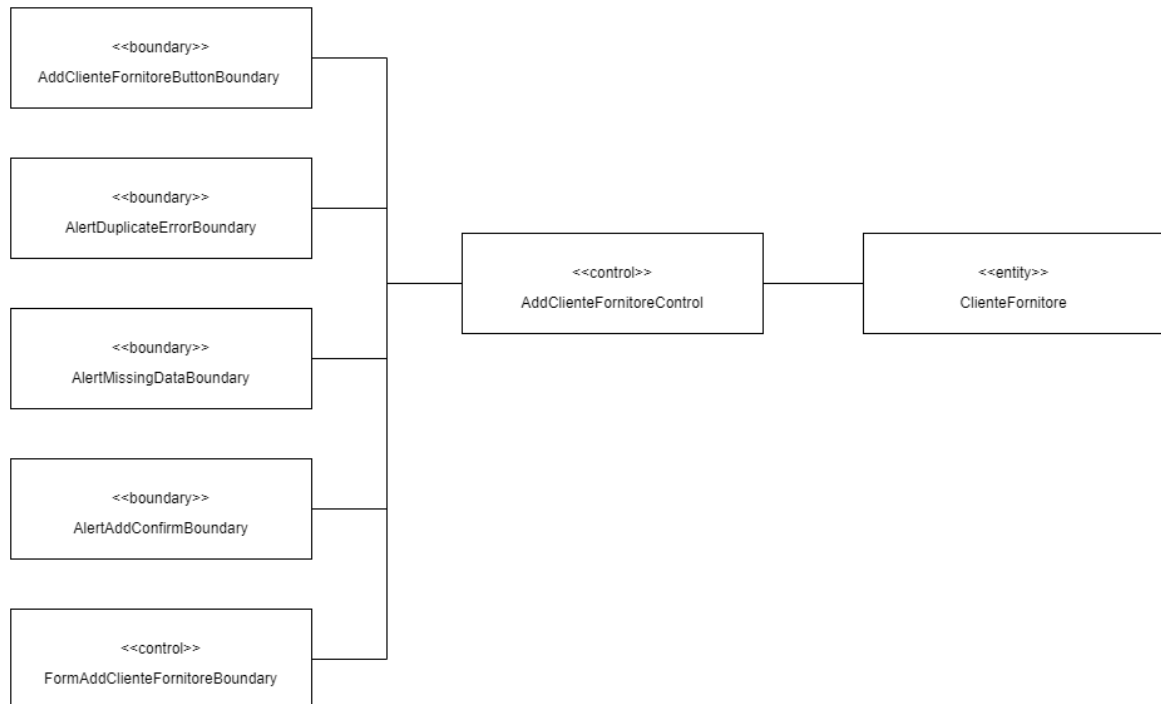 <<boundary>>
AddClienteFornitoreButtonBoundary
<<boundary>>
AlertDuplicateErrorBoundary
<<boundary>>
AlertMissingDataBoundary
<<boundary>>
AlertAddConfirmBoundary
<<control>>
FormAddClienteFornitoreBoundary
<<control>>
AddClienteFornitoreControl
<<entity>>
ClienteFornitore